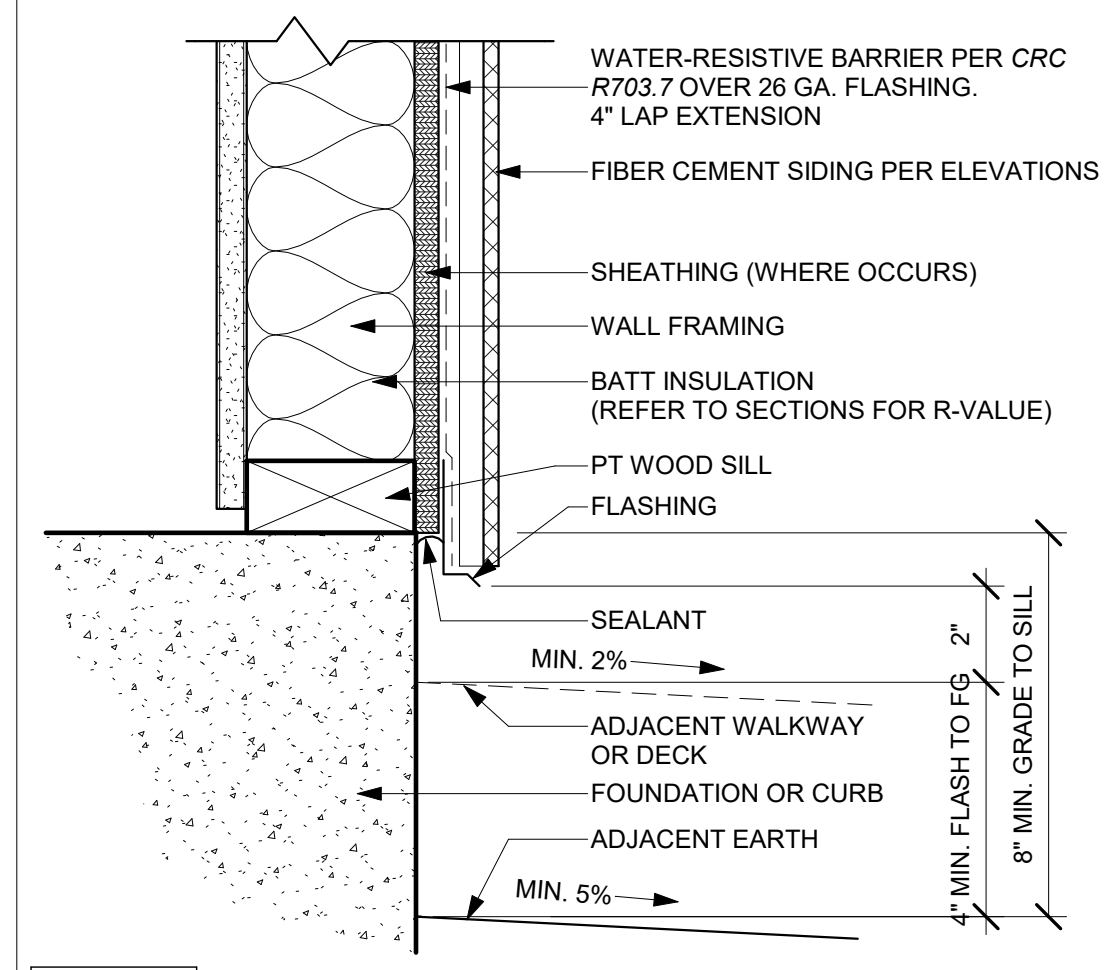 WATER-RESISTIVE BARRIER PER CRC
R703.7 OVER 26 GA. FLASHING.
4" LAP EXTENSION
FIBER CEMENT SIDING PER ELEVATIONS
SHEATHING (WHERE OCCURS)
WALL FRAMING
BATT INSULATION
(REFER TO SECTIONS FOR R-VALUE)
PT WOOD SILL
FLASHING
SEALANT
MIN. 2%
ADJACENT WALKWAY
OR DECK
FOUNDATION OR CURB
ADJACENT EARTH
MIN. 5%
4" MIN. FLASH TO FG
2"
8" MIN. GRADE TO SILL